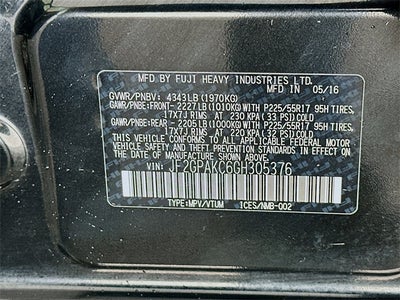 MFD BY FUJI HEAVY INDUSTRIES LTD.
MFD IN 05/16
GVWR/PNBV: 4343LB(1970KG)
GAWR/PNBE:FRONT- 2227LB(1010KG) WITH P225/55R17 95H TIRES,
17X7J RIMS AT 230 KPA (33 PSI) COLD
GAWR/PNBE:REAR- 2205LB(1000KG) WITH P225/55R17 95H TIRES,
17X7J RIMS AT 220 KPA (32 PSI) COLD
THIS VEHICLE CONFORMS TO ALL APPLICABLE FEDERAL MOTOR
VEHICLE SAFETY, BUMPER, AND THEFT PREVENTION STANDARDS
IN EFFECT ON THE DATE OF MANUFACTURE SHOWN ABOVE.
VIN: JF2GPAKC6GH305376
TYPE:MPV/VTUM ICES/NMB-002